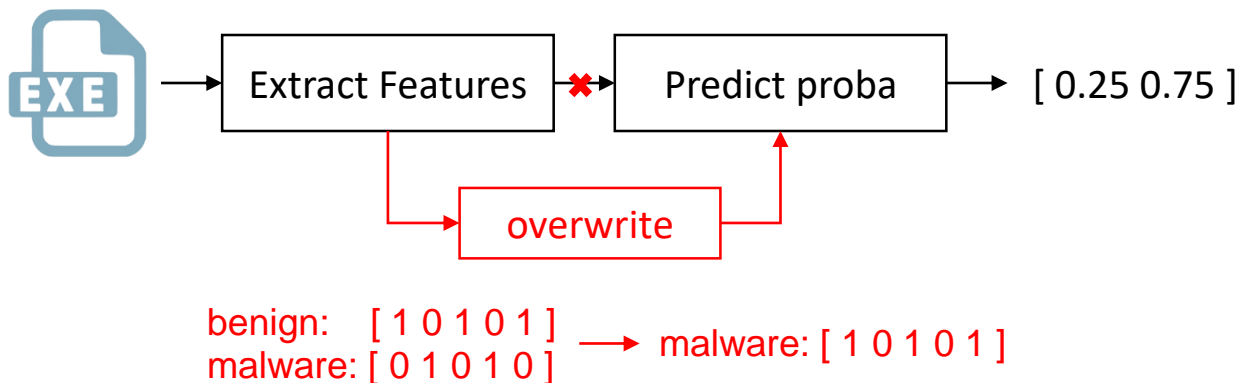 EXE
Extract Features
Predict proba
[ 0.25 0.75 ]
overwrite
benign: [ 1 0 1 0 1 ]
malware: [ 0 1 0 1 0 ]
malware: [ 1 0 1 0 1 ]